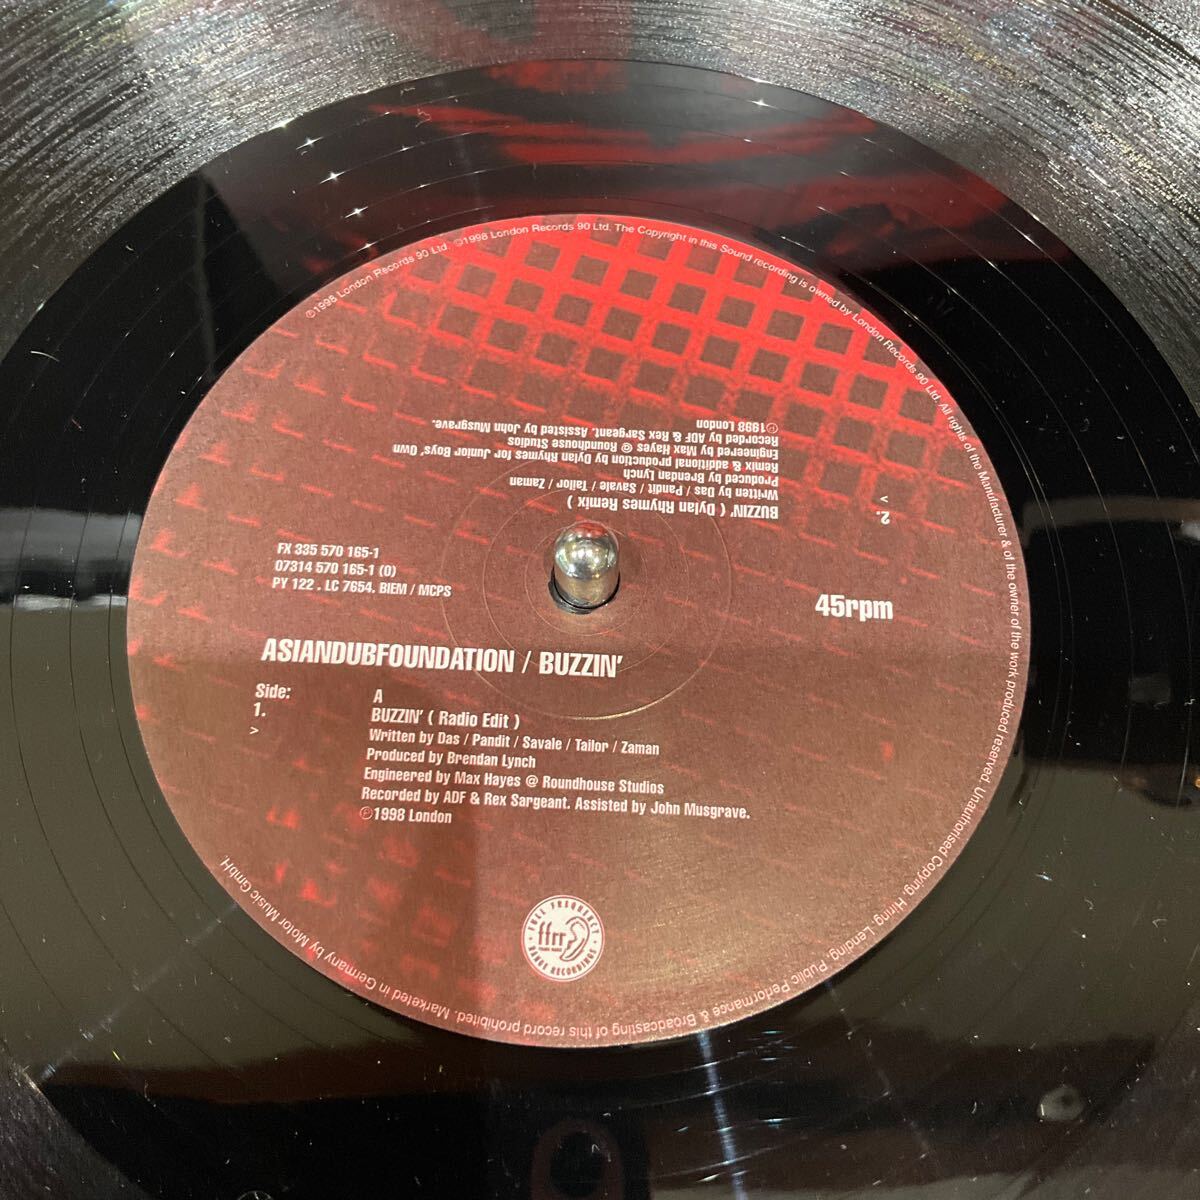 ℗1998 London Records 90 Ltd. ©1998 London Records 90 Ltd. The Copyright in this Sound recording is owned by London Records 90 Ltd. All rights of the Manufacturer & of the owner of the work produced reserved. Unauthorised Copying, Hiring, Lending, Public Performance & Broadcasting of this record prohibited. Marketed in Germany by Motor Music GmbH.
2.
>
BUZZIN' ( Dylan Rhymes Remix )
Written by Das / Pandit / Savale / Tailor / Zaman
Produced by Brendan Lynch
Remix & additional production by Dylan Rhymes for Junior Boys' Own
Engineered by Max Hayes @ Roundhouse Studios
Recorded by ADF & Rex Sargeant. Assisted by John Musgrave.
℗1998 London
FX 335 570 165-1
07314 570 165-1 (0)
PY 122 . LC 7654. BIEM / MCPS
45rpm
ASIANDUBFOUNDATION / BUZZIN'
Side: A
1. BUZZIN' ( Radio Edit )
>
Written by Das / Pandit / Savale / Tailor / Zaman
Produced by Brendan Lynch
Engineered by Max Hayes @ Roundhouse Studios
Recorded by ADF & Rex Sargeant. Assisted by John Musgrave.
℗1998 London
FULL FREQUENCY
ffrr
RANGE RECORDINGS